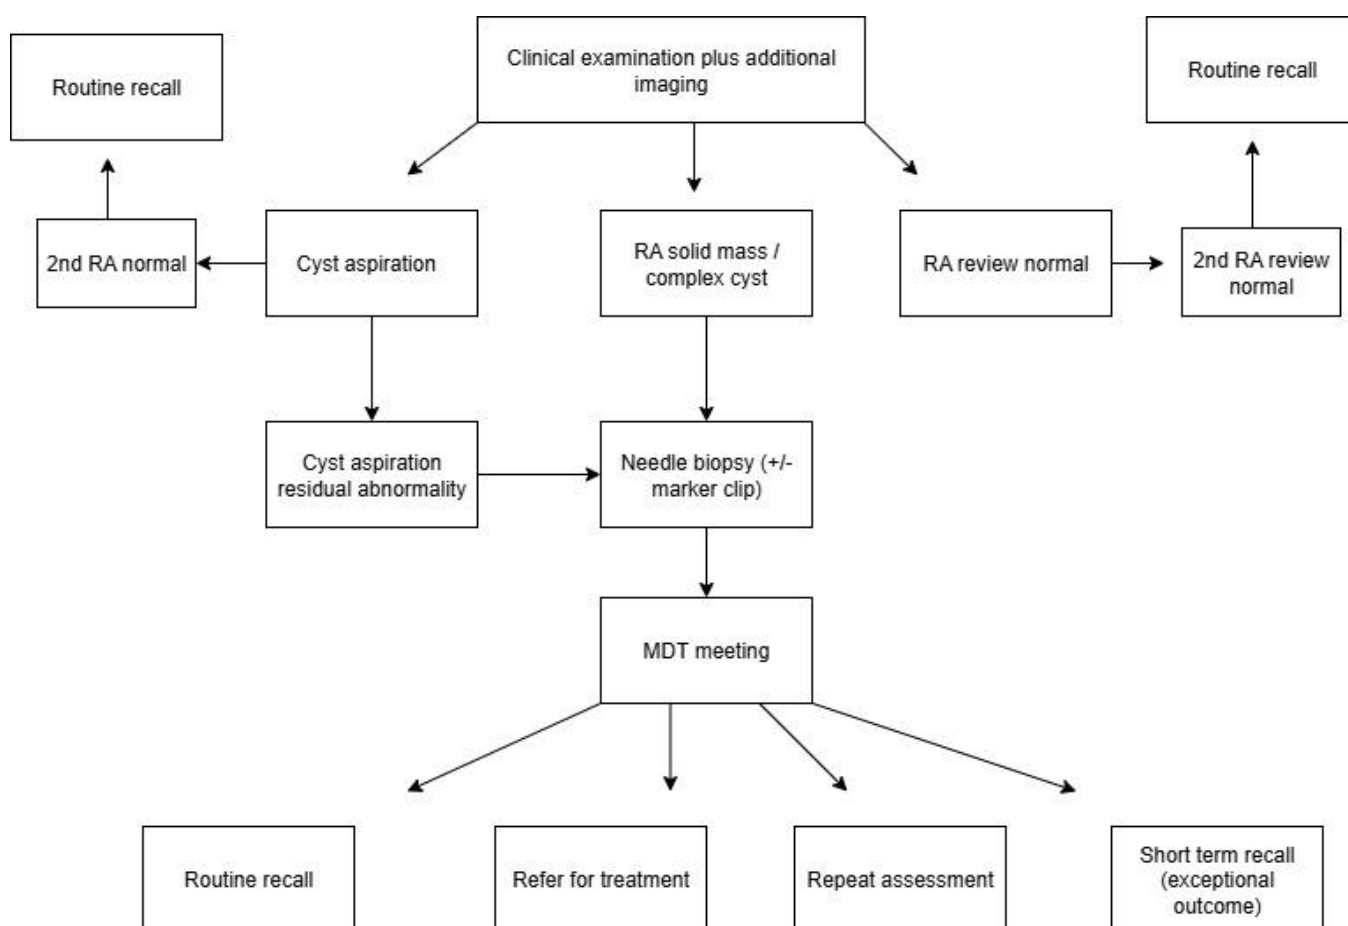 Clinical examination plus additional
imaging
Routine recall
Routine recall
2nd RA normal
Cyst aspiration
RA solid mass /
complex cyst
RA review normal
2nd RA review
normal
Cyst aspiration
residual abnormality
Needle biopsy (+/-
marker clip)
MDT meeting
Routine recall
Refer for treatment
Repeat assessment
Short term recall
(exceptional
outcome)